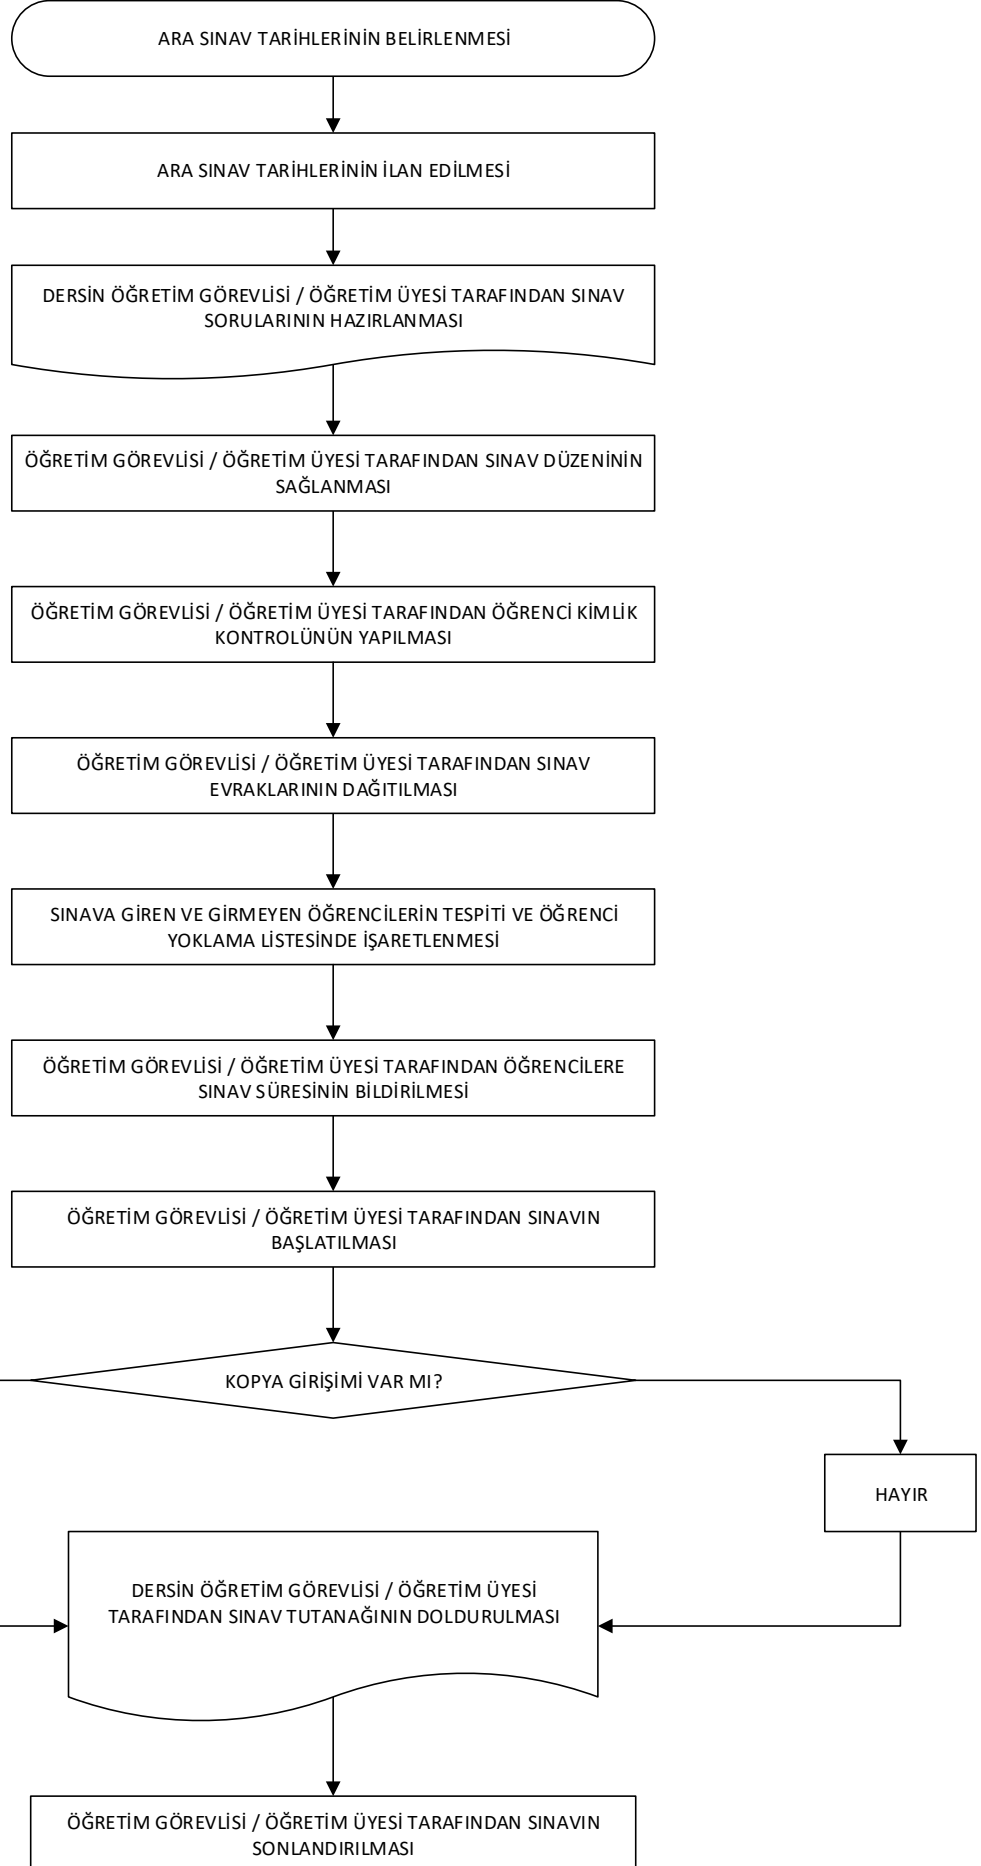 ARA SINAV TARİHLERİNİN BELİRLENMESİ
ARA SINAV TARİHLERİNİN İLAN EDİLMESİ
DERSİN ÖĞRETİM GÖREVLİSİ / ÖĞRETİM ÜYESİ TARAFINDAN SINAV
SORULARININ HAZIRLANMASI
ÖĞRETİM GÖREVLİSİ / ÖĞRETİM ÜYESİ TARAFINDAN SINAV DÜZENİNİN
SAĞLANMASI
ÖĞRETİM GÖREVLİSİ / ÖĞRETİM ÜYESİ TARAFINDAN ÖĞRENCİ KİMLİK
KONTROLÜNÜN YAPILMASI
ÖĞRETİM GÖREVLİSİ / ÖĞRETİM ÜYESİ TARAFINDAN SINAV
EVRAKLARININ DAĞITILMASI
SINAVA GİREN VE GİRMEYEN ÖĞRENCİLERİN TESPİTİ VE ÖĞRENCİ
YOKLAMA LİSTESİNDE İŞARETLENMESİ
ÖĞRETİM GÖREVLİSİ / ÖĞRETİM ÜYESİ TARAFINDAN ÖĞRENCİLERE
SINAV SÜRESİNİN BİLDİRİLMESİ
ÖĞRETİM GÖREVLİSİ / ÖĞRETİM ÜYESİ TARAFINDAN SINAVIN
BAŞLATILMASI
KOPYA GİRİŞİMİ VAR MI?
HAYIR
DERSİN ÖĞRETİM GÖREVLİSİ / ÖĞRETİM ÜYESİ
TARAFINDAN SINAV TUTANAĞININ DOLDURULMASI
ÖĞRETİM GÖREVLİSİ / ÖĞRETİM ÜYESİ TARAFINDAN SINAVIN
SONLANDIRILMASI